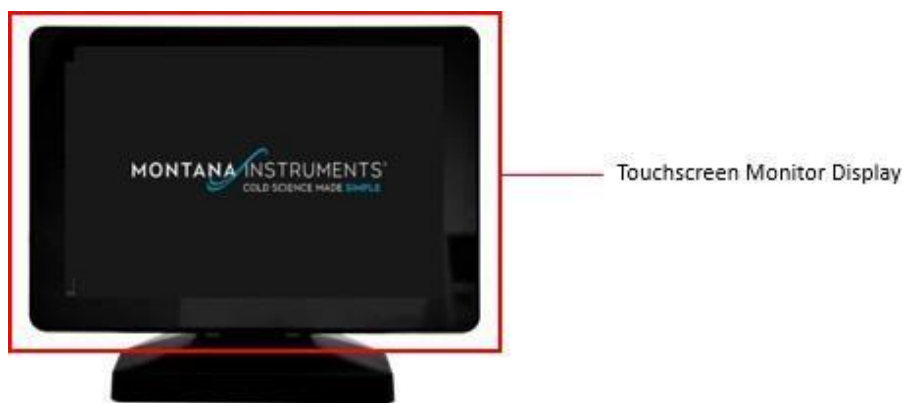 MONTANA INSTRUMENTS®
COLD SCIENCE MADE SIMPLE
Touchscreen Monitor Display